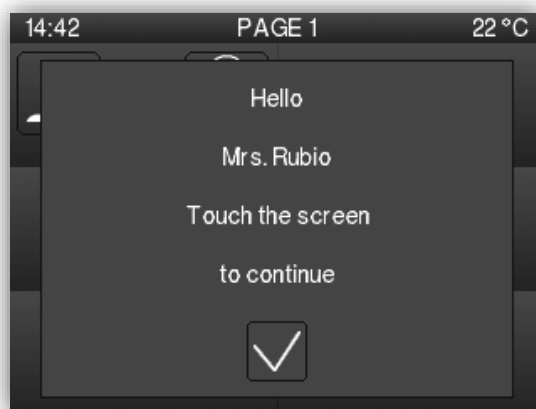 14:42 PAGE 1 22 °C
Hello
Mrs. Rubio
Touch the screen
to continue